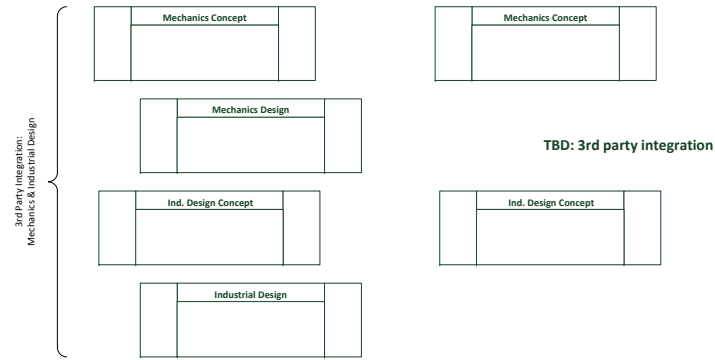 3rd Party Integration:
Mechanics & Industrial Design
Mechanics Concept
Mechanics Concept
Mechanics Design
TBD: 3rd party integration
Ind. Design Concept
Ind. Design Concept
Industrial Design